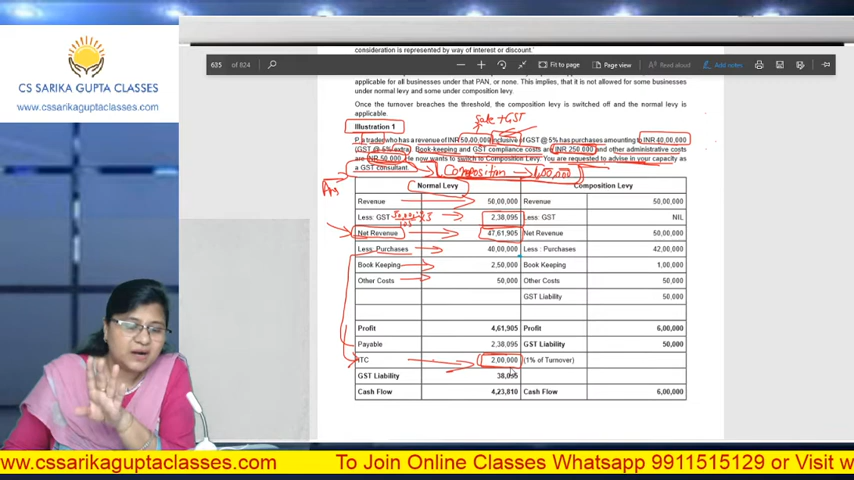 CS SARIKA GUPTA CLASSES
www.cssarikaguptaclasses.com
consideration is represented by way of interest or discount.
635 of 824
Fit to page
Page view
Read aloud
Add notes
applicable for all businesses under that PAN, or none. This implies, that it is not allowed for some businesses
under normal levy and some under composition levy.
Once the turnover breaches the threshold, the composition levy is switched off and the normal levy is
applicable.
Sale + GST
Illustration 1
P, a trader who has a revenue of INR 50,00,000 inclusive of GST @ 5% has purchases amounting to INR 40,00,000
(GST @ 5% extra). Book-keeping and GST compliance costs are INR 250,000 and other administrative costs
are INR 50,000. He now wants to switch to Composition Levy. You are requested to advise in your capacity as
a GST consultant.
Composition → 1,00,000
Ans
Normal Levy Composition Levy
Revenue 50,00,000 Revenue 50,00,000
Less: GST 2,38,095 Less: GST NIL
Net Revenue 47,61,905 Net Revenue 50,00,000
Less: Purchases 40,00,000 Less : Purchases 42,00,000
Book Keeping 2,50,000 Book Keeping 1,00,000
Other Costs 50,000 Other Costs 50,000
GST Liability 50,000
Profit 4,61,905 Profit 6,00,000
Payable 2,38,095 GST Liability 50,000
ITC 2,00,000 (1% of Turnover)
GST Liability 38,095
Cash Flow 4,23,810 Cash Flow 6,00,000
www.cssarikaguptaclasses.com To Join Online Classes Whatsapp 9911515129 or Visit w